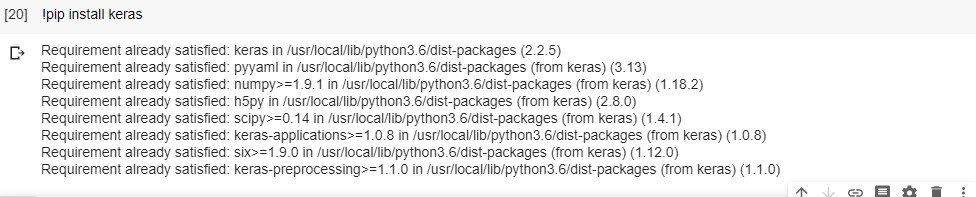 [20] !pip install keras
Requirement already satisfied: keras in /usr/local/lib/python3.6/dist-packages (2.2.5)
Requirement already satisfied: pyyaml in /usr/local/lib/python3.6/dist-packages (from keras) (3.13)
Requirement already satisfied: numpy>=1.9.1 in /usr/local/lib/python3.6/dist-packages (from keras) (1.18.2)
Requirement already satisfied: h5py in /usr/local/lib/python3.6/dist-packages (from keras) (2.8.0)
Requirement already satisfied: scipy>=0.14 in /usr/local/lib/python3.6/dist-packages (from keras) (1.4.1)
Requirement already satisfied: keras-applications>=1.0.8 in /usr/local/lib/python3.6/dist-packages (from keras) (1.0.8)
Requirement already satisfied: six>=1.9.0 in /usr/local/lib/python3.6/dist-packages (from keras) (1.12.0)
Requirement already satisfied: keras-preprocessing>=1.1.0 in /usr/local/lib/python3.6/dist-packages (from keras) (1.1.0)